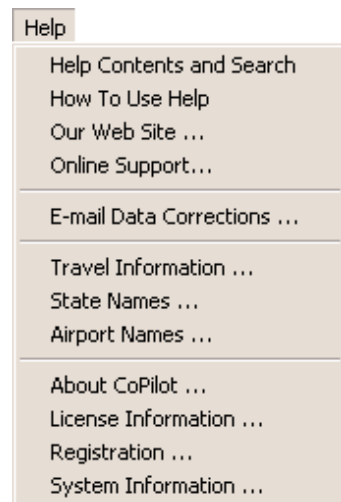 Help
Help Contents and Search
How To Use Help
Our Web Site ...
Online Support...
E-mail Data Corrections ...
Travel Information ...
State Names ...
Airport Names ...
About CoPilot ...
License Information ...
Registration ...
System Information ...